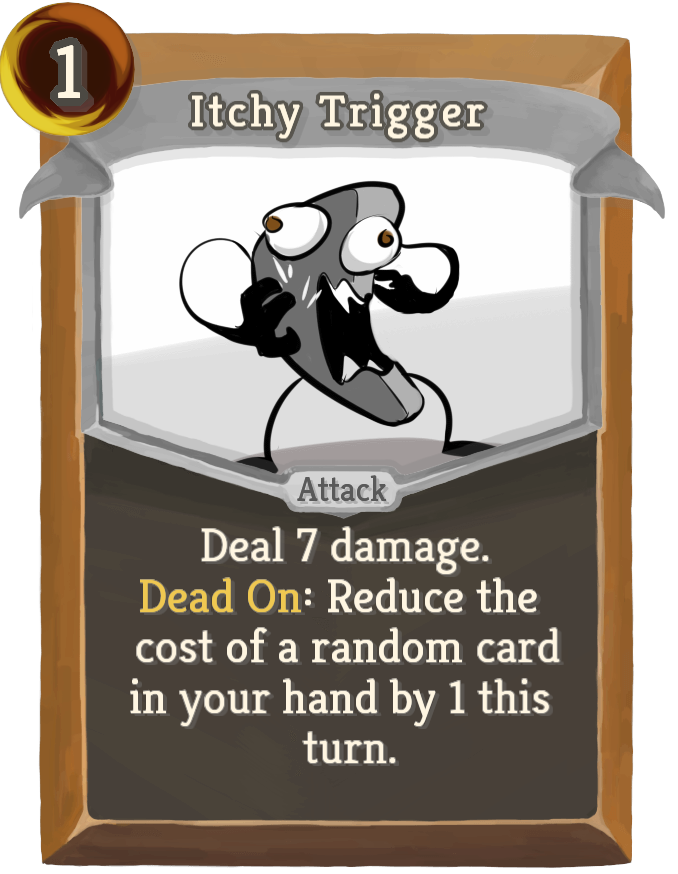 1
Itchy Trigger
Attack
Deal 7 damage.
Dead On: Reduce the
cost of a random card
in your hand by 1 this
turn.